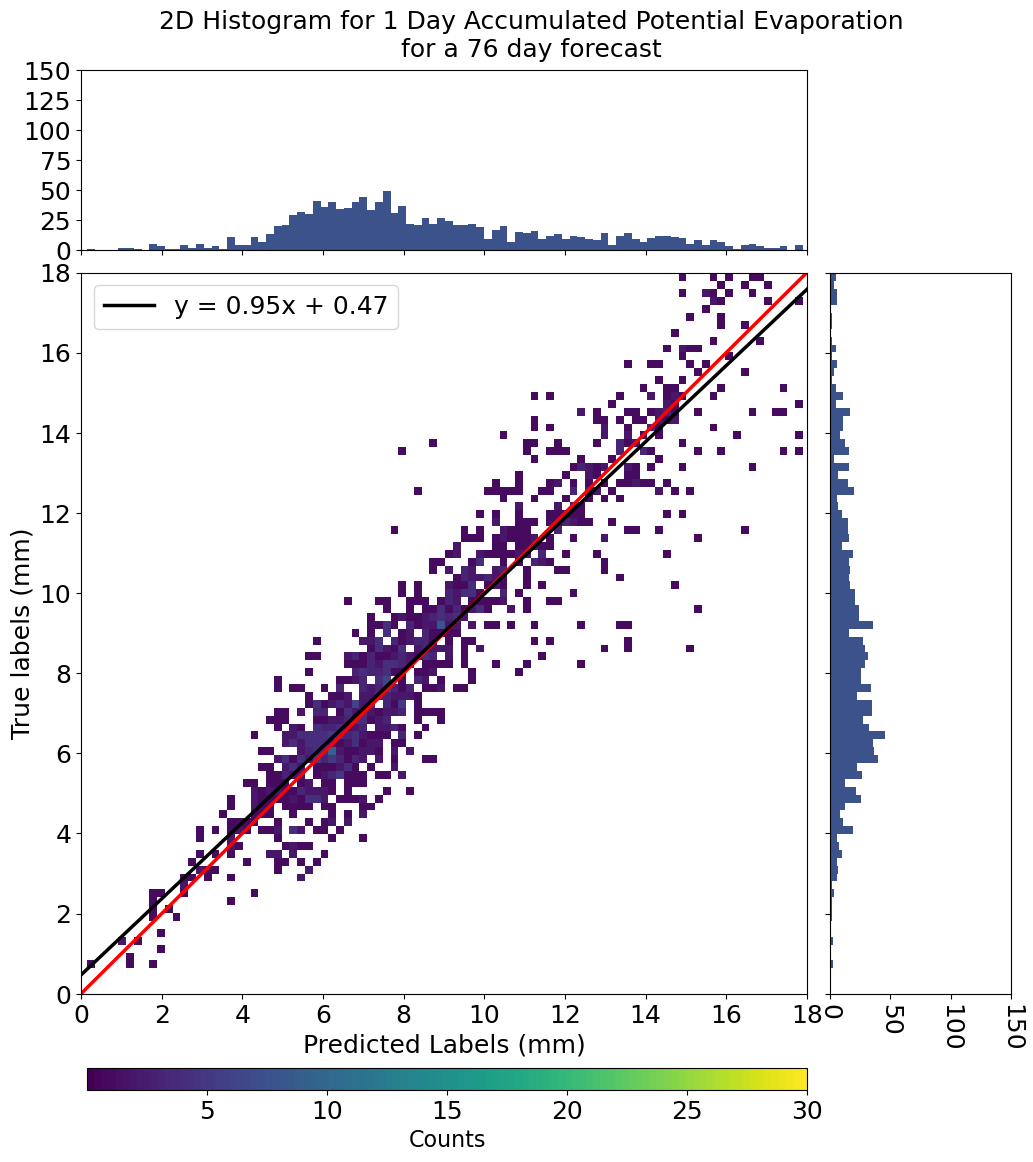 2D Histogram for 1 Day Accumulated Potential Evaporation
for a 76 day forecast
150
125
100
75
50
25
0
18
16
14
12
10
8
6
4
2
0
True labels (mm)
y = 0.95x + 0.47
0 2 4 6 8 10 12 14 16 18
Predicted Labels (mm)
0 50 100 150
5 10 15 20 25 30
Counts